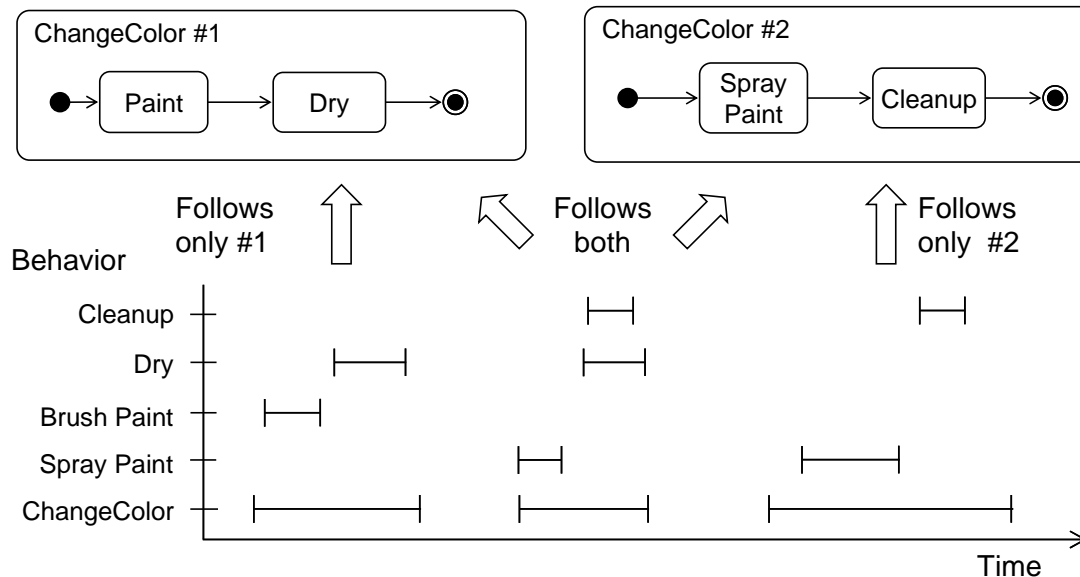 ChangeColor #1
Paint
Dry
ChangeColor #2
Spray
Paint
Cleanup
Follows
only #1
Follows
both
Follows
only #2
Behavior
Cleanup
Dry
Brush Paint
Spray Paint
ChangeColor
Time